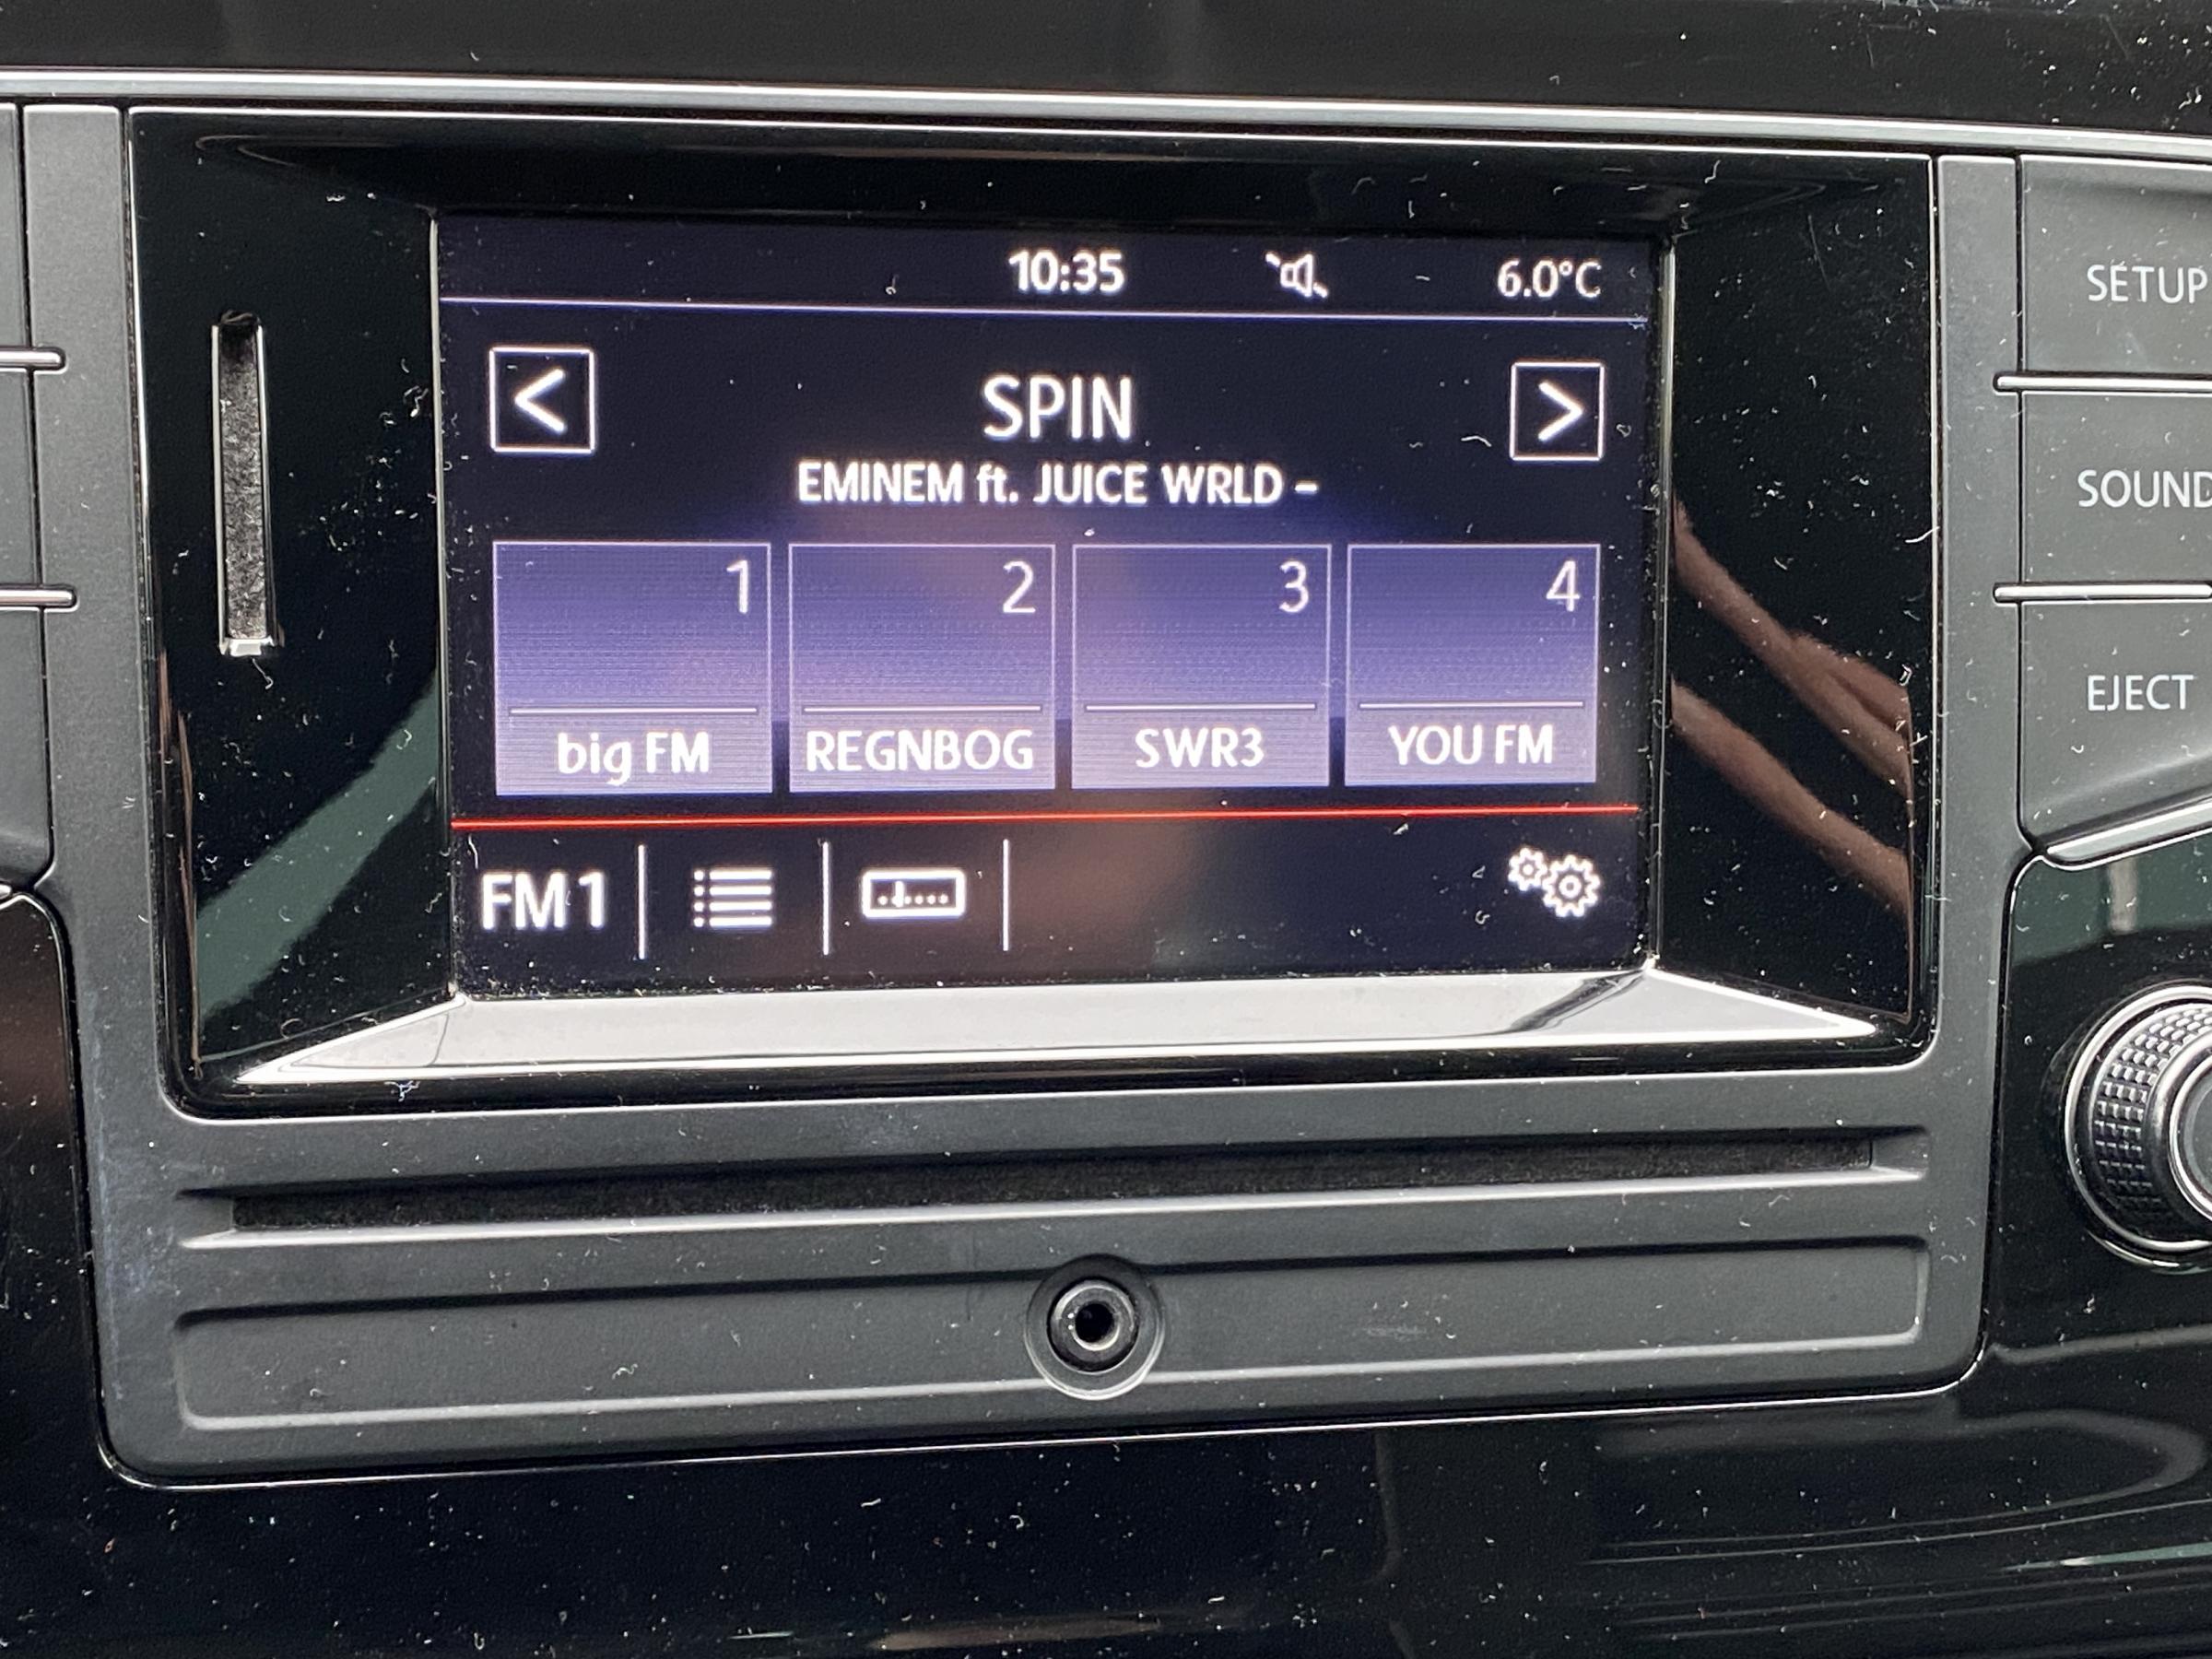 10:35 6.0°C
SPIN
EMINEM ft. JUICE WRLD –
1 2 3 4
big FM REGNBOG SWR3 YOU FM
FM1
SETUP
SOUND
EJECT